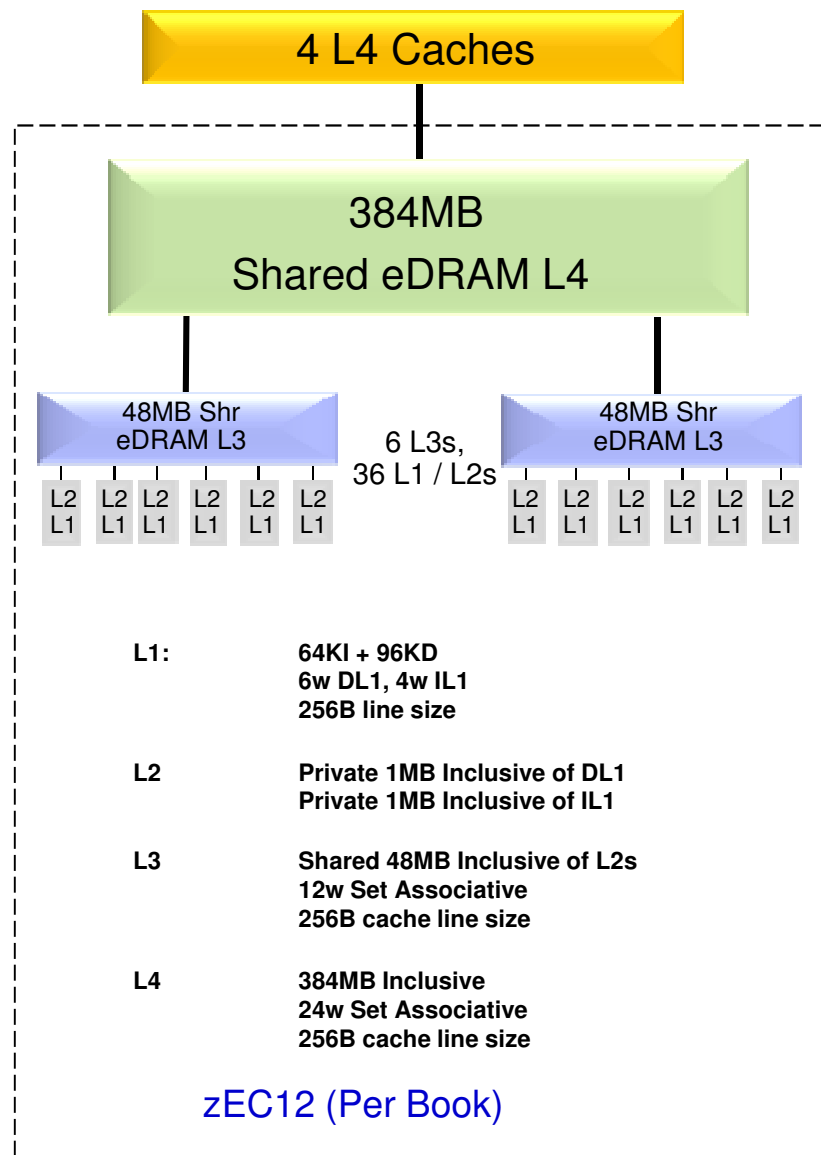 4 L4 Caches
384MB
Shared eDRAM L4
48MB Shr
eDRAM L3
6 L3s,
36 L1 / L2s
48MB Shr
eDRAM L3
L2 L2 L2 L2 L2 L2
L1 L1 L1 L1 L1 L1
L2 L2 L2 L2 L2 L2
L1 L1 L1 L1 L1 L1
L1: 64KI + 96KD
6w DL1, 4w IL1
256B line size
L2 Private 1MB Inclusive of DL1
Private 1MB Inclusive of IL1
L3 Shared 48MB Inclusive of L2s
12w Set Associative
256B cache line size
L4 384MB Inclusive
24w Set Associative
256B cache line size
zEC12 (Per Book)